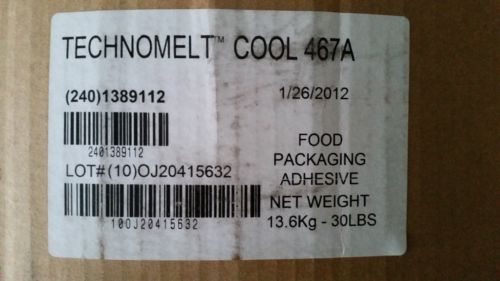 TECHNOMELT™ COOL 467A
(240)1389112
1/26/2012
2401389112
LOT# (10)OJ20415632
10OJ20415632
FOOD
PACKAGING
ADHESIVE
NET WEIGHT
13.6Kg - 30LBS